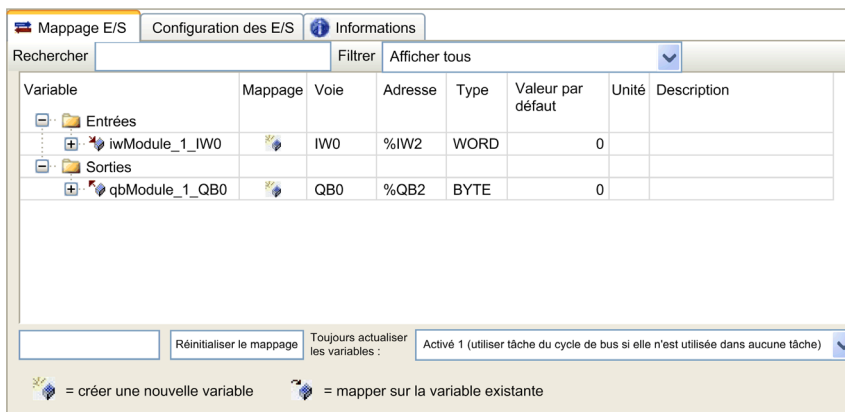 Mappage E/S Configuration des E/S Informations
Rechercher Filtrer Afficher tous
Variable Mappage Voie Adresse Type Valeur par défaut Unité Description
Entrées
iwModule_1_IW0 IW0 %IW2 WORD 0
Sorties
qbModule_1_QB0 QB0 %QB2 BYTE 0
Réinitialiser le mappage Toujours actualiser les variables : Activé 1 (utiliser tâche du cycle de bus si elle n'est utilisée dans aucune tâche)
= créer une nouvelle variable = mapper sur la variable existante